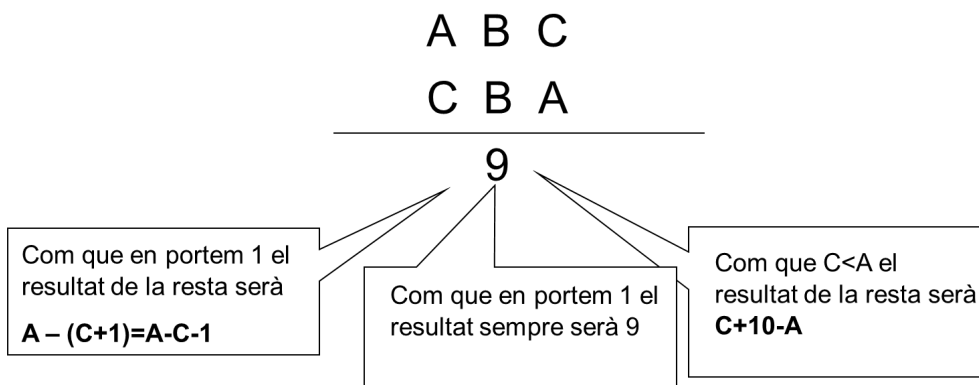 A B C
C B A
9
Com que en portem 1 el
resultat de la resta serà
A – (C+1)=A-C-1
Com que en portem 1 el
resultat sempre serà 9
Com que C<A el
resultat de la resta serà
C+10-A